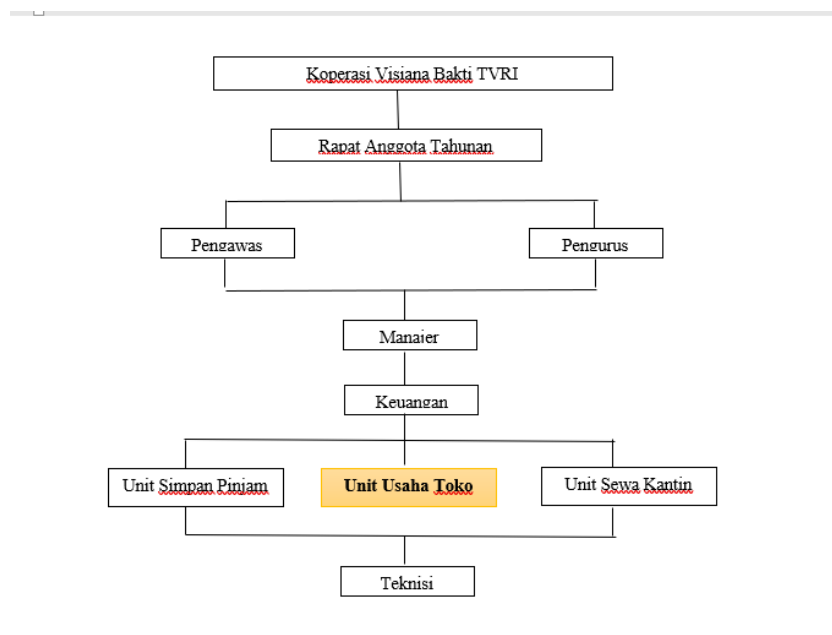 Koperasi Visiana Bakti TVRI
Rapat Anggota Tahunan
Pengawas
Pengurus
Manajer
Keuangan
Unit Simpan Pinjam
Unit Usaha Toko
Unit Sewa Kantin
Teknisi